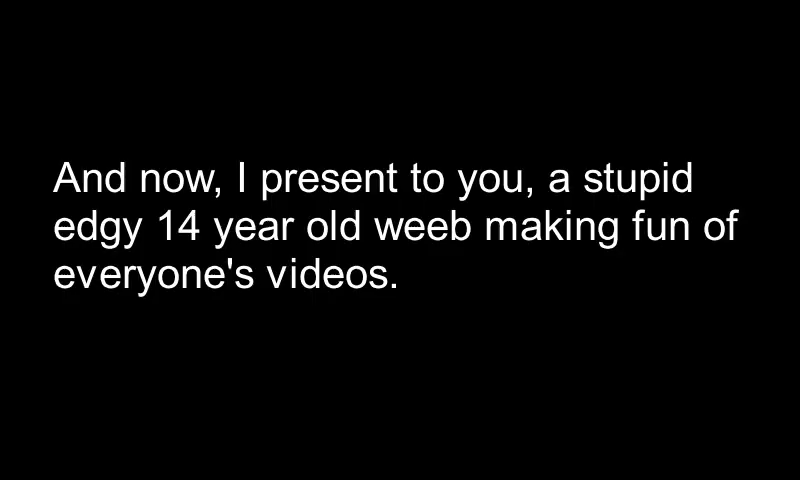 And now, I present to you, a stupid
edgy 14 year old weeb making fun of
everyone's videos.